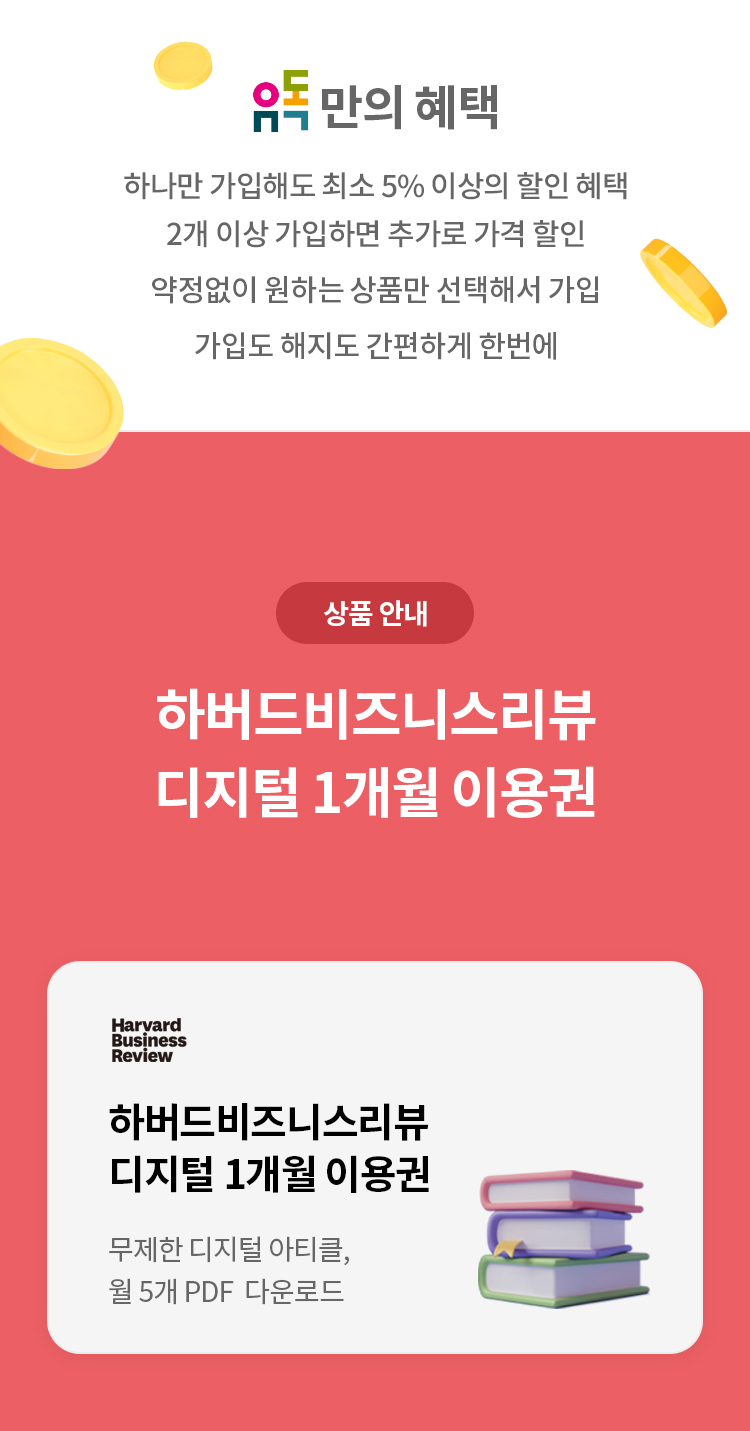 유독만의 혜택
하나만 가입해도 최소 5% 이상의 할인 혜택
2개 이상 가입하면 추가로 가격 할인
약정없이 원하는 상품만 선택해서 가입
가입도 해지도 간편하게 한번에
상품 안내
하버드비즈니스리뷰
디지털 1개월 이용권
Harvard
Business
Review
하버드비즈니스리뷰
디지털 1개월 이용권
무제한 디지털 아티클,
월 5개 PDF 다운로드